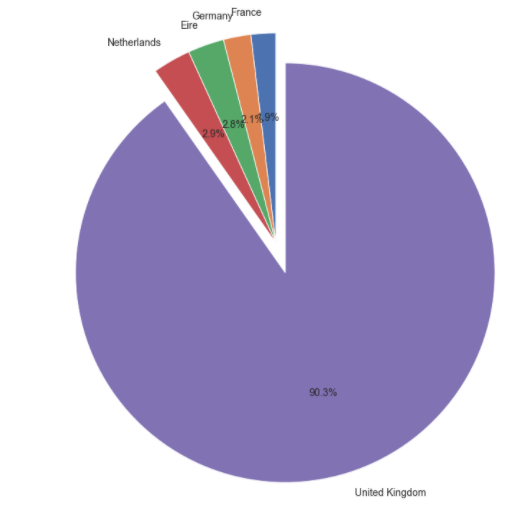 France
Germany
Eire
Netherlands
2.1%
2.8%
2.9%
90.3%
United Kingdom